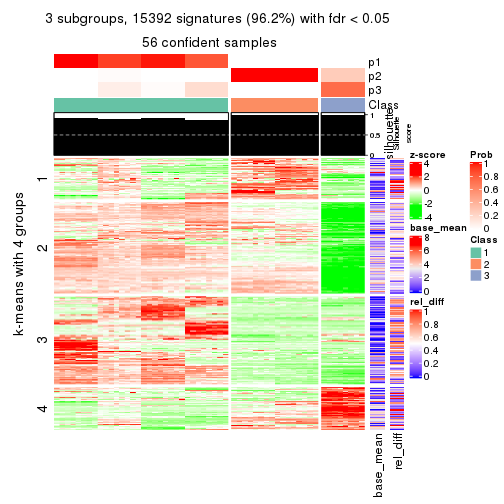 3 subgroups, 15392 signatures (96.2%) with fdr < 0.05
56 confident samples
p1
p2
p3
Class
1
0.5
0
silhouette
Silhouette
score
k-means with 4 groups
1
2
3
4
base_mean
rel_diff
z-score
4
2
0
-2
-4
base_mean
8
6
4
2
0
rel_diff
1
0.8
0.6
0.4
0.2
0
Prob
1
0.8
0.6
0.4
0.2
0
Class
1
2
3